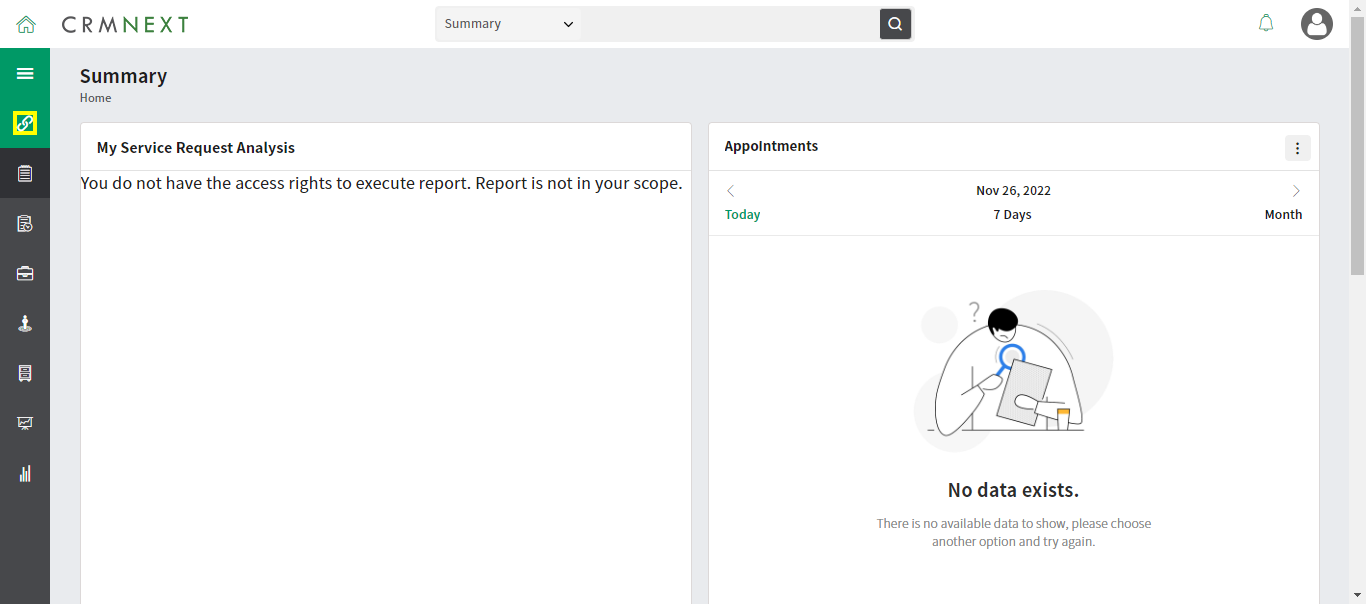 CRMNEXT
Summary
Summary
Home
My Service Request Analysis
You do not have the access rights to execute report. Report is not in your scope.
Appointments
Nov 26, 2022
Today
7 Days
Month
?
No data exists.
There is no available data to show, please choose
another option and try again.